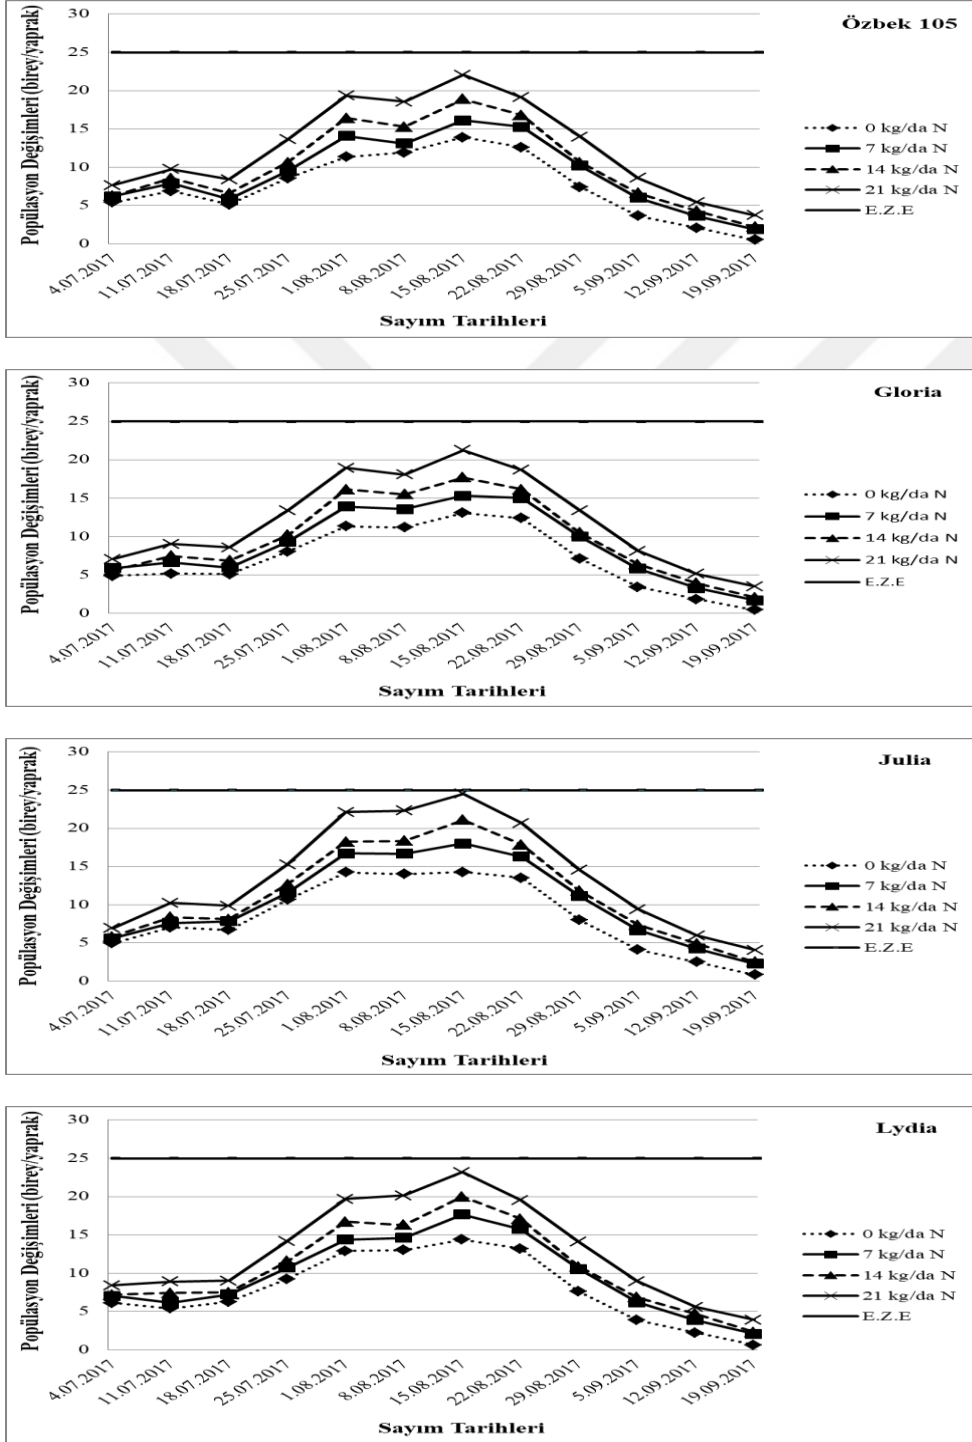 Özbek 105
Popülasyon Değişimleri (birey/yaprak)
30
25
20
15
10
5
0
4.07.2017
11.07.2017
18.07.2017
25.07.2017
1.08.2017
8.08.2017
15.08.2017
22.08.2017
29.08.2017
5.09.2017
12.09.2017
19.09.2017
Sayım Tarihleri
0 kg/da N
7 kg/da N
14 kg/da N
21 kg/da N
E.Z.E
Gloria
Popülasyon Değişimleri (birey/yaprak)
30
25
20
15
10
5
0
4.07.2017
11.07.2017
18.07.2017
25.07.2017
1.08.2017
8.08.2017
15.08.2017
22.08.2017
29.08.2017
5.09.2017
12.09.2017
19.09.2017
Sayım Tarihleri
0 kg/da N
7 kg/da N
14 kg/da N
21 kg/da N
E.Z.E
Julia
Popülasyon Değişimleri (birey/yaprak)
30
25
20
15
10
5
0
4.07.2017
11.07.2017
18.07.2017
25.07.2017
1.08.2017
8.08.2017
15.08.2017
22.08.2017
29.08.2017
5.09.2017
12.09.2017
19.09.2017
Sayım Tarihleri
0 kg/da N
7 kg/da N
14 kg/da N
21 kg/da N
E.Z.E
Lydia
Popülasyon Değişimleri (birey/yaprak)
30
25
20
15
10
5
0
4.07.2017
11.07.2017
18.07.2017
25.07.2017
1.08.2017
8.08.2017
15.08.2017
22.08.2017
29.08.2017
5.09.2017
12.09.2017
19.09.2017
Sayım Tarihleri
0 kg/da N
7 kg/da N
14 kg/da N
21 kg/da N
E.Z.E